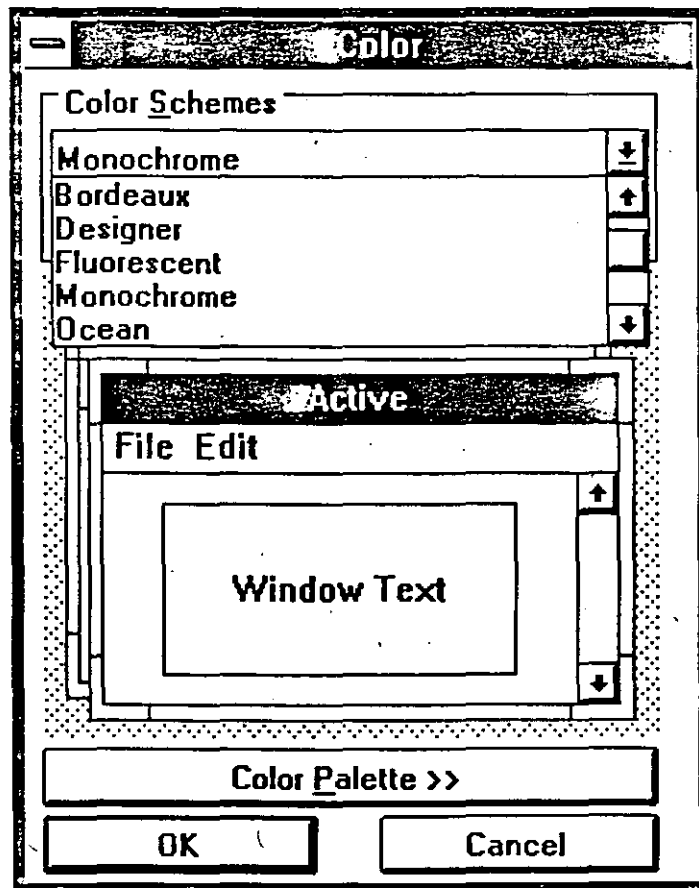 Color
Color Schemes
Monochrome
Bordeaux
Designer
Fluorescent
Monochrome
Ocean
Active
File Edit
Window Text
Color Palette >>
OK
Cancel